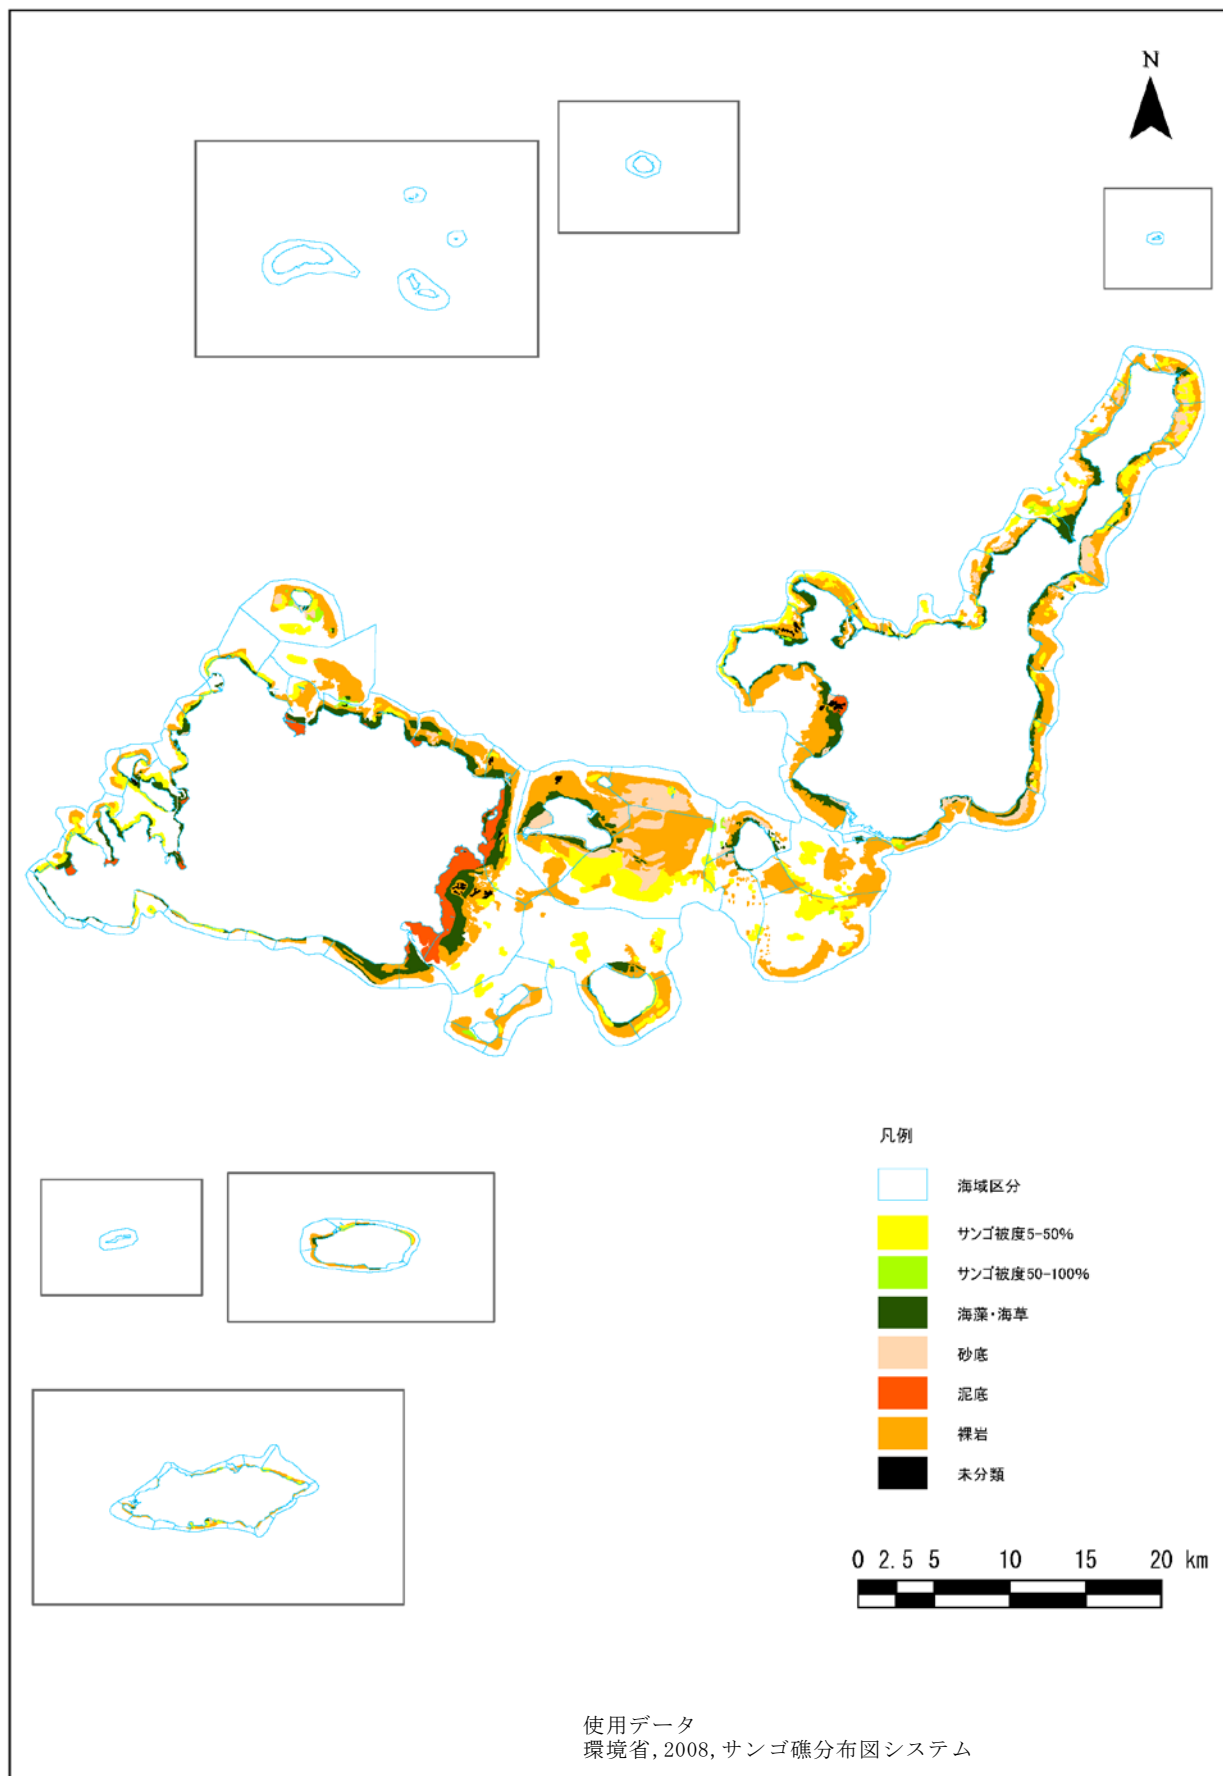 N
凡例
海域区分
サンゴ被度5-50%
サンゴ被度50-100%
海藻・海草
砂底
泥底
裸岩
未分類
0 2.5 5 10 15 20 km
使用データ
環境省, 2008, サンゴ礁分布図システム